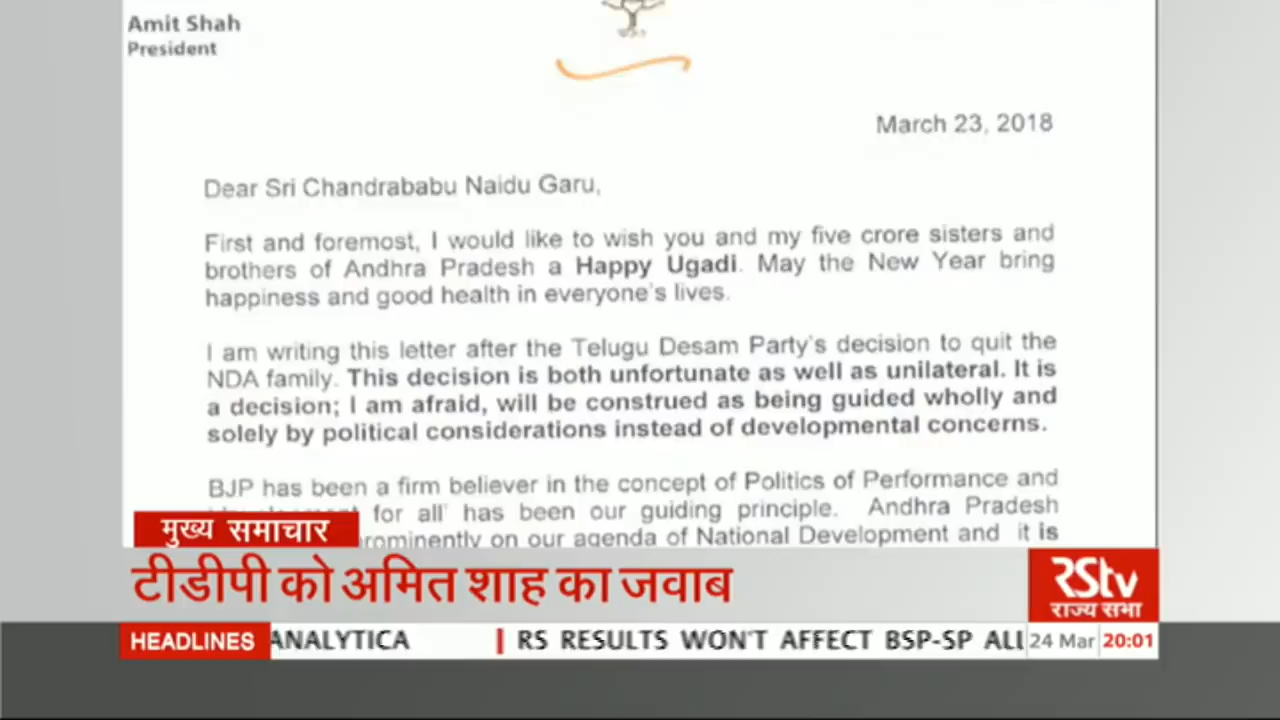 Amit Shah
President
March 23, 2018
Dear Sri Chandrababu Naidu Garu,
First and foremost, I would like to wish you and my five crore sisters and
brothers of Andhra Pradesh a Happy Ugadi. May the New Year bring
happiness and good health in everyone's lives.
I am writing this letter after the Telugu Desam Party's decision to quit the
NDA family. This decision is both unfortunate as well as unilateral. It is
a decision; I am afraid, will be construed as being guided wholly and
solely by political considerations instead of developmental concerns.
BJP has been a firm believer in the concept of Politics of Performance and
for all' has been our guiding principle. Andhra Pradesh
prominently on our agenda of National Development and it is
मुख्य समाचार
टीडीपी को अमित शाह का जवाब
RSTV
राज्य सभा
HEADLINES ANALYTICA | RS RESULTS WON'T AFFECT BSP-SP ALL 24 Mar 20:01